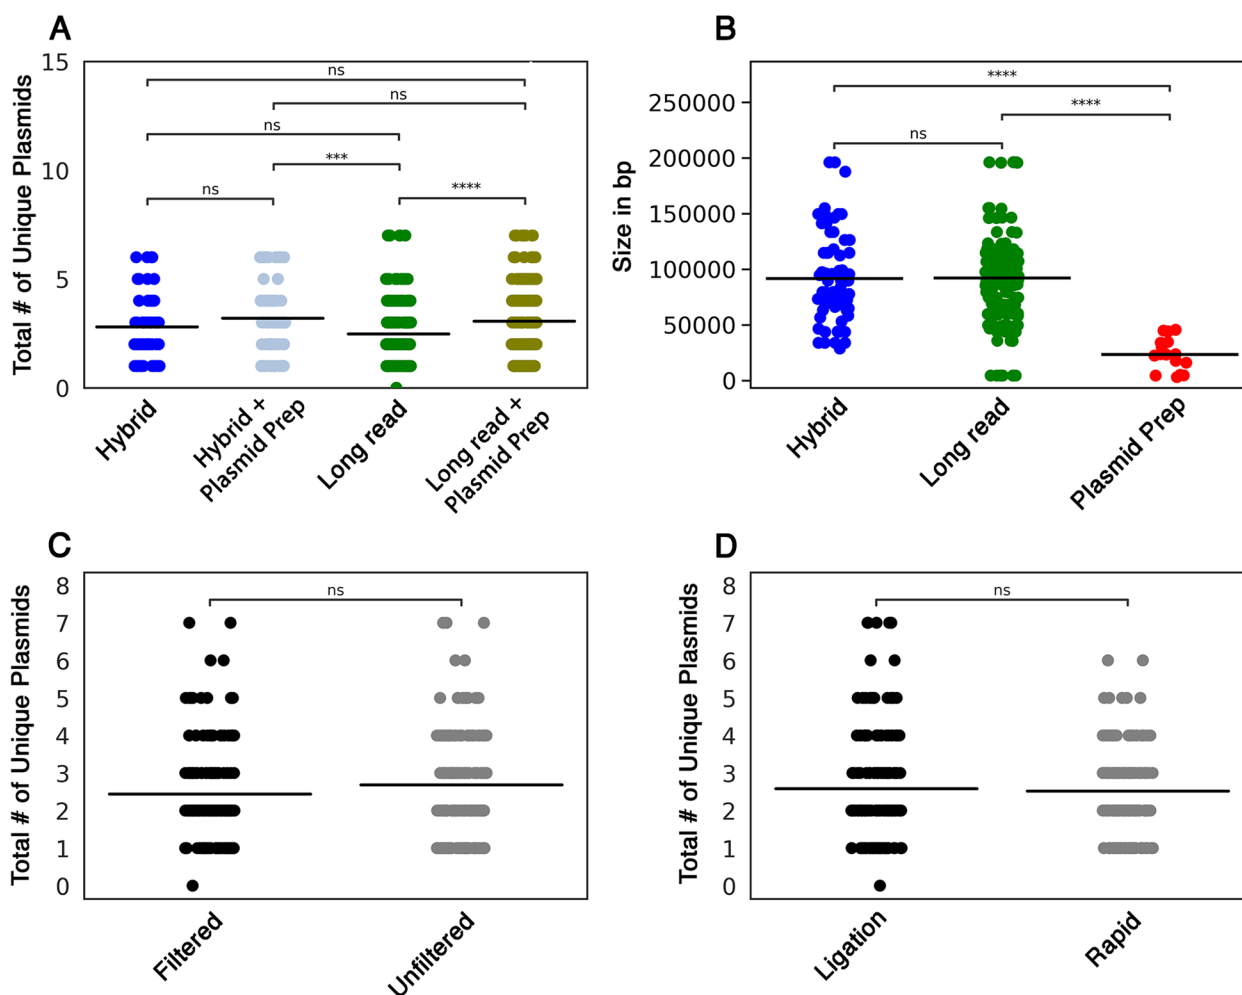 A
Total # of Unique Plasmids
15
10
5
0
ns
ns
ns
***
ns
****
Hybrid
Hybrid +
Plasmid Prep
Long read
Long read +
Plasmid Prep
B
Size in bp
250000
200000
150000
100000
50000
0
****
****
ns
Hybrid
Long read
Plasmid Prep
C
Total # of Unique Plasmids
8
7
6
5
4
3
2
1
0
ns
Filtered
Unfiltered
D
Total # of Unique Plasmids
8
7
6
5
4
3
2
1
0
ns
Ligation
Rapid